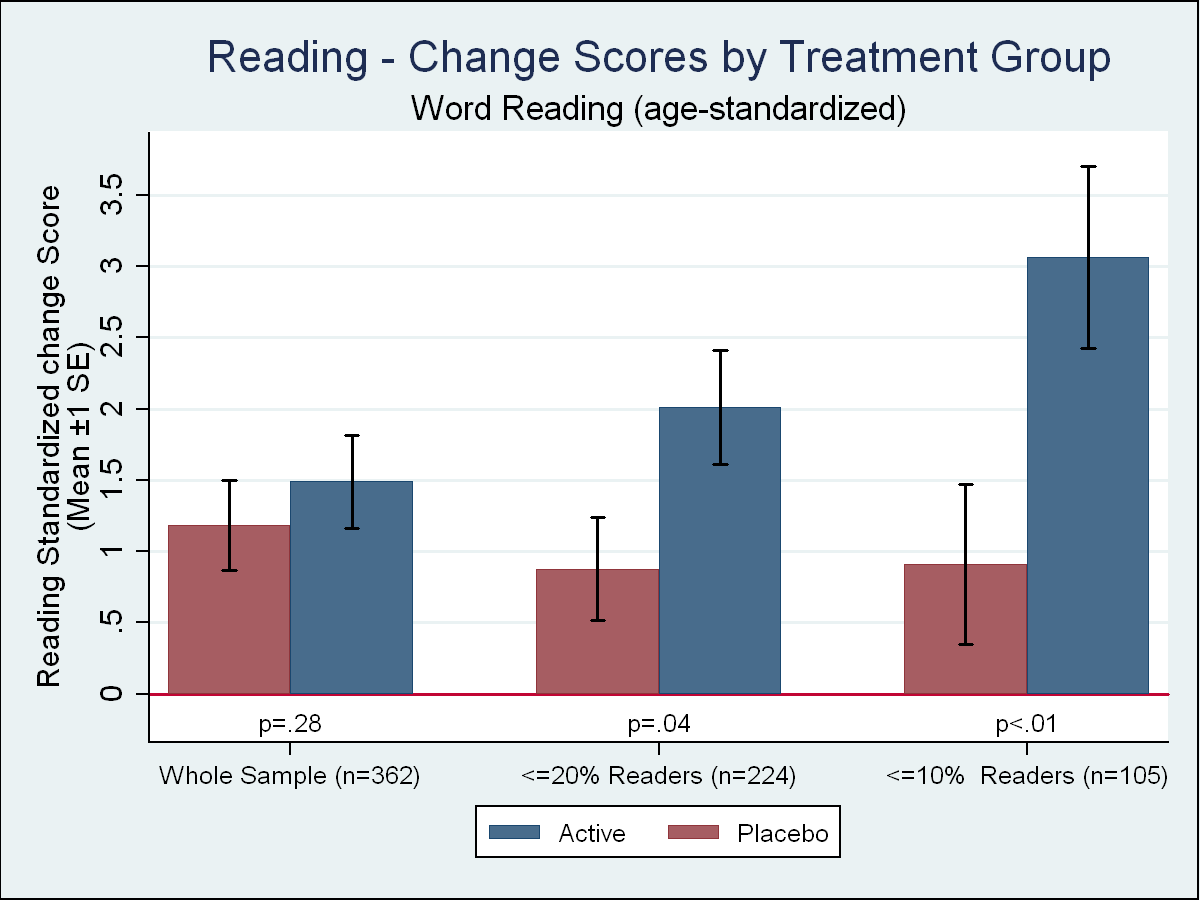 Reading - Change Scores by Treatment Group
Word Reading (age-standardized)
Reading Standardized change Score
(Mean ±1 SE)
3.5
3
2.5
2
1.5
1
.5
0
p=.28
p=.04
p<.01
Whole Sample (n=362)
<=20% Readers (n=224)
<=10%  Readers (n=105)
Active
Placebo